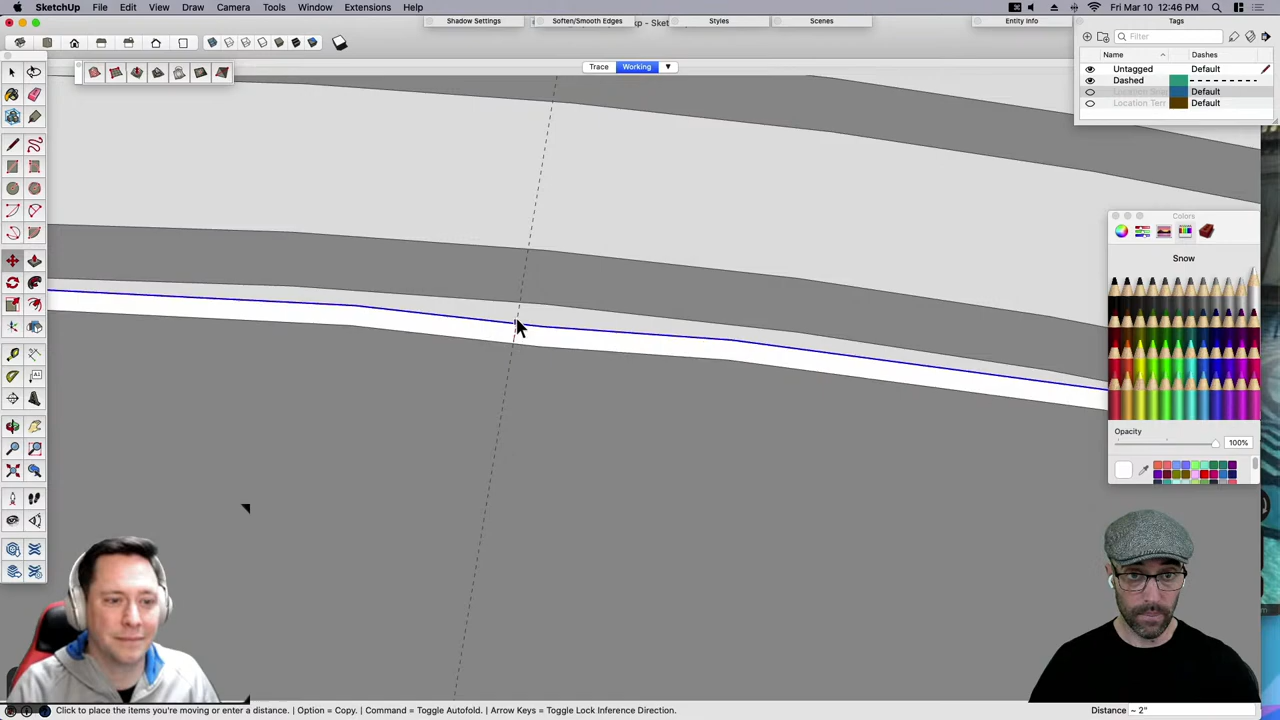 SketchUp File Edit View Draw Camera Tools Window Extensions Help
Fri Mar 10 12:46 PM
Shadow Settings
Soften/Smooth Edges
Styles
Scenes
Entity Info
Tags
Trace
Working
Filter
Name Dashes
Untagged Default
Dashed
Default
Location Terr Default
Colors
Snow
Opacity
100%
Click to place the items you're moving or enter a distance. | Option = Copy. | Command = Toggle Autofold. | Arrow Keys = Toggle Lock Inference Direction.
Distance ~ 2"